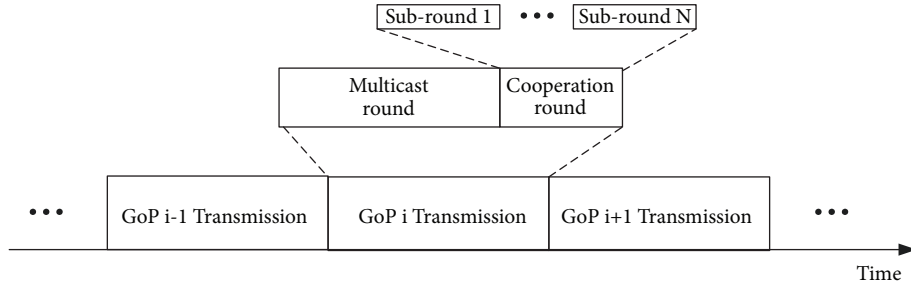 Sub-round 1 ••• Sub-round N
Multicast round
Cooperation round
••• GoP i-1 Transmission GoP i Transmission GoP i+1 Transmission •••
Time